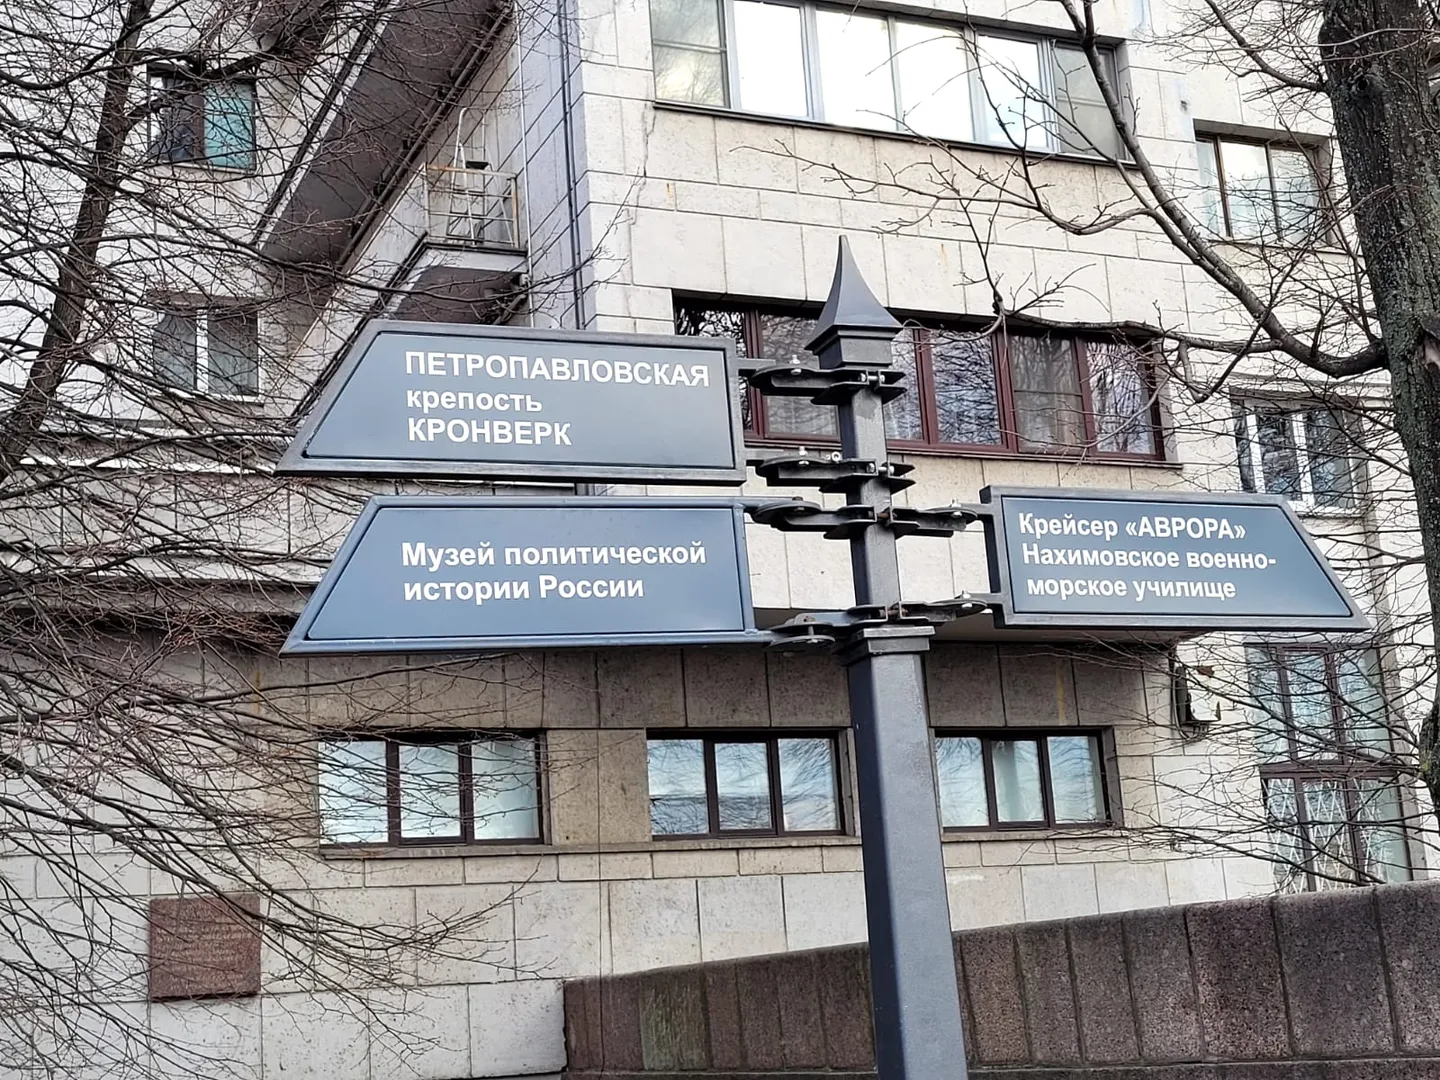 ПЕТРОПАВЛОВСКАЯ
крепость
КРОНВЕРК
Музей политической
истории России
Крейсер «АВРОРА»
Нахимовское военно-
морское училище